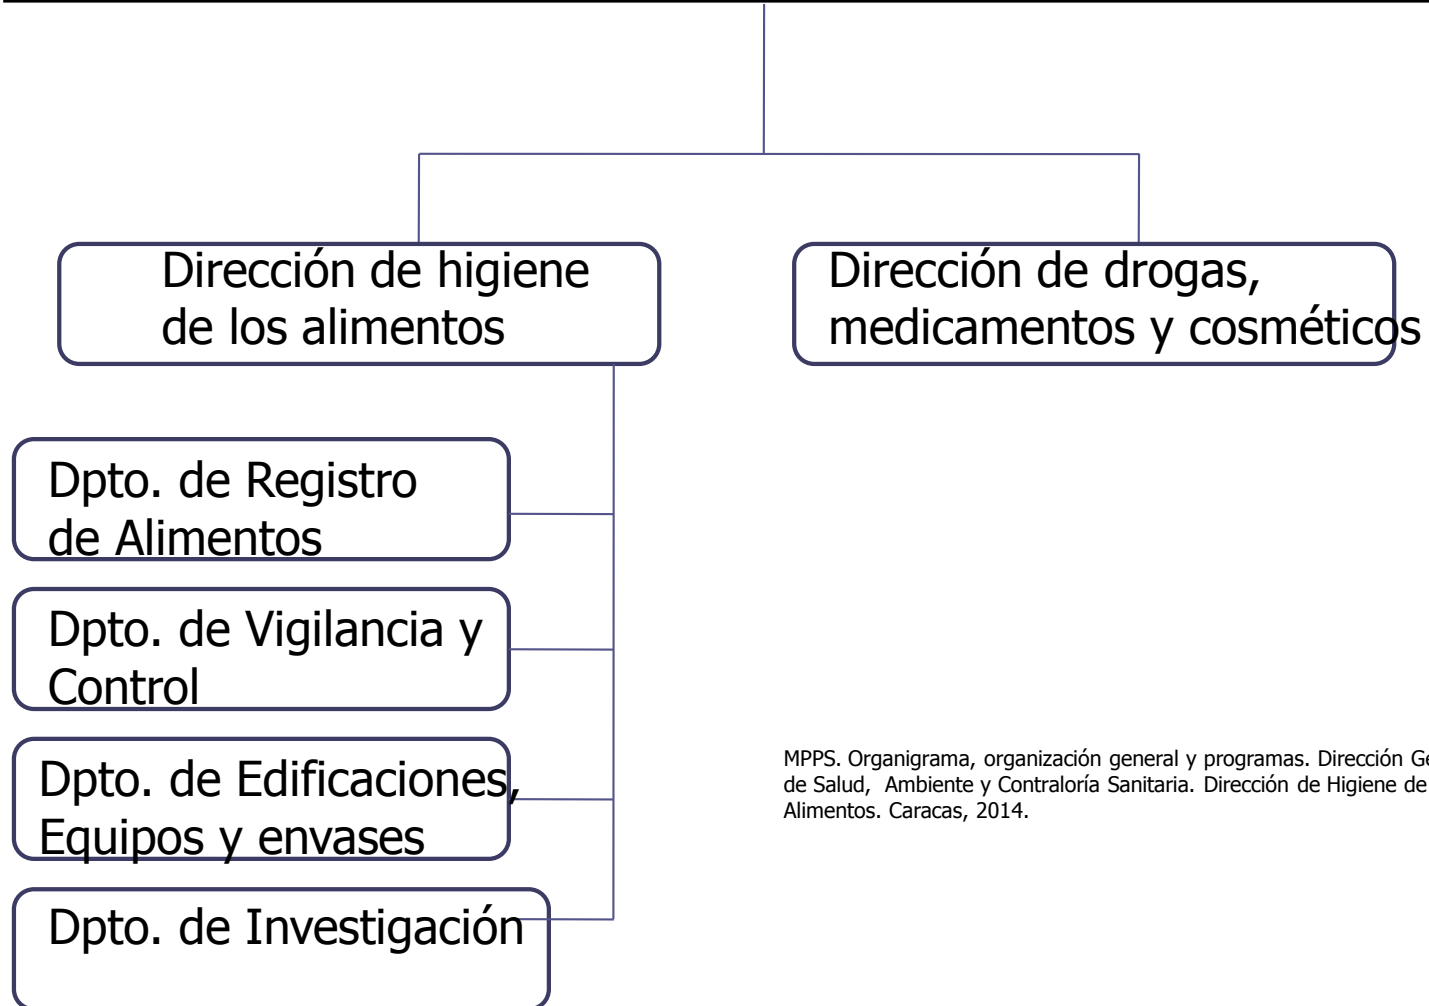 Dirección de higiene
de los alimentos
Dirección de drogas,
medicamentos y cosméticos
Dpto. de Registro
de Alimentos
Dpto. de Vigilancia y
Control
Dpto. de Edificaciones,
Equipos y envases
Dpto. de Investigación
MPPS. Organigrama, organización general y programas. Dirección
de Salud, Ambiente y Contraloría Sanitaria. Dirección de Higiene de
Alimentos. Caracas, 2014.